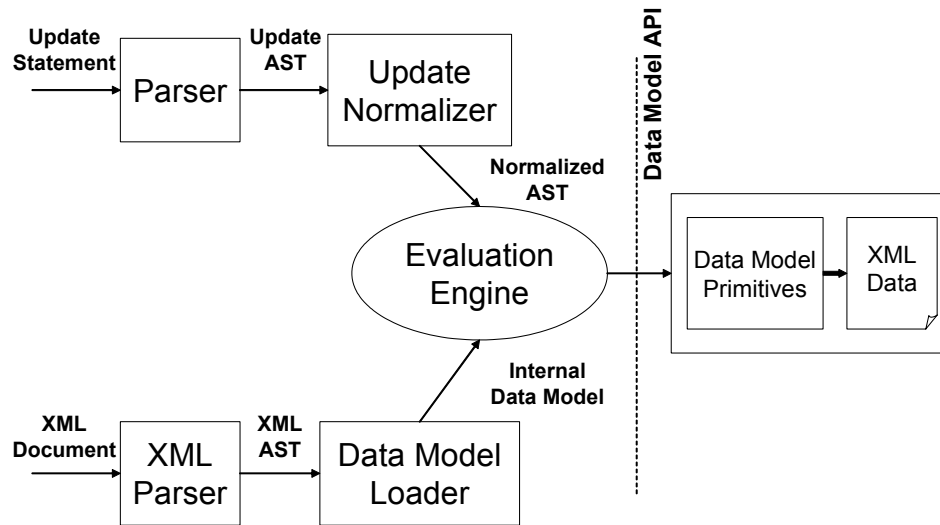 Update
Statement
Parser
Update
AST
Update
Normalizer
Normalized
AST
Data Model API
Evaluation
Engine
Data Model
Primitives
XML
Data
Internal
Data Model
XML
Document
XML
Parser
XML
AST
Data Model
Loader